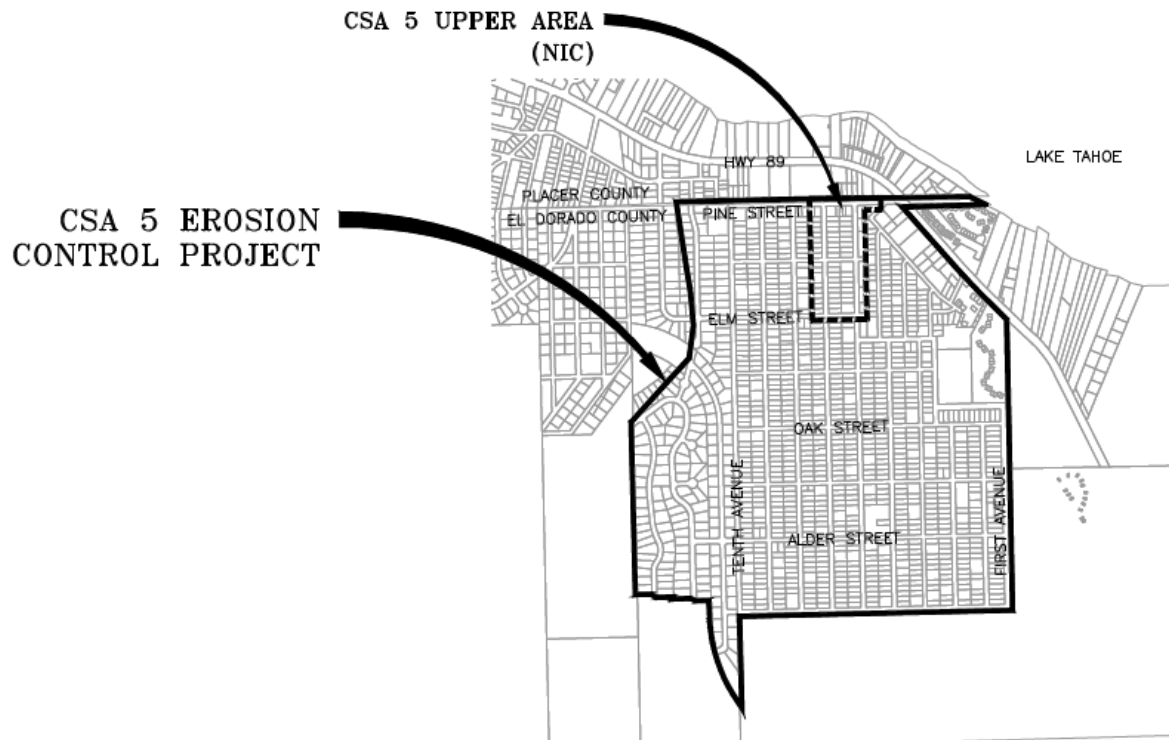 CSA 5 UPPER AREA
(NIC)
HWY 89
LAKE TAHOE
PLACER COUNTY
EL DORADO COUNTY
PINE STREET
CSA 5 EROSION
CONTROL PROJECT
ELM STREET
OAK STREET
TENTH AVENUE
FIRST AVENUE
ALDER STREET